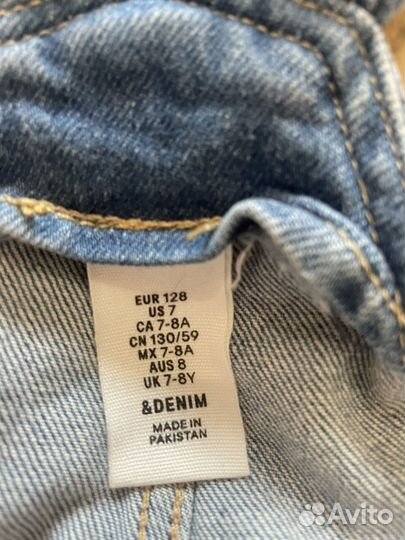 EUR 128
US 7
CA 7-8A
CN 130/59
MX 7-8A
AUS 8
UK 7-8Y
&DENIM
MADE IN
PAKISTAN
Avito